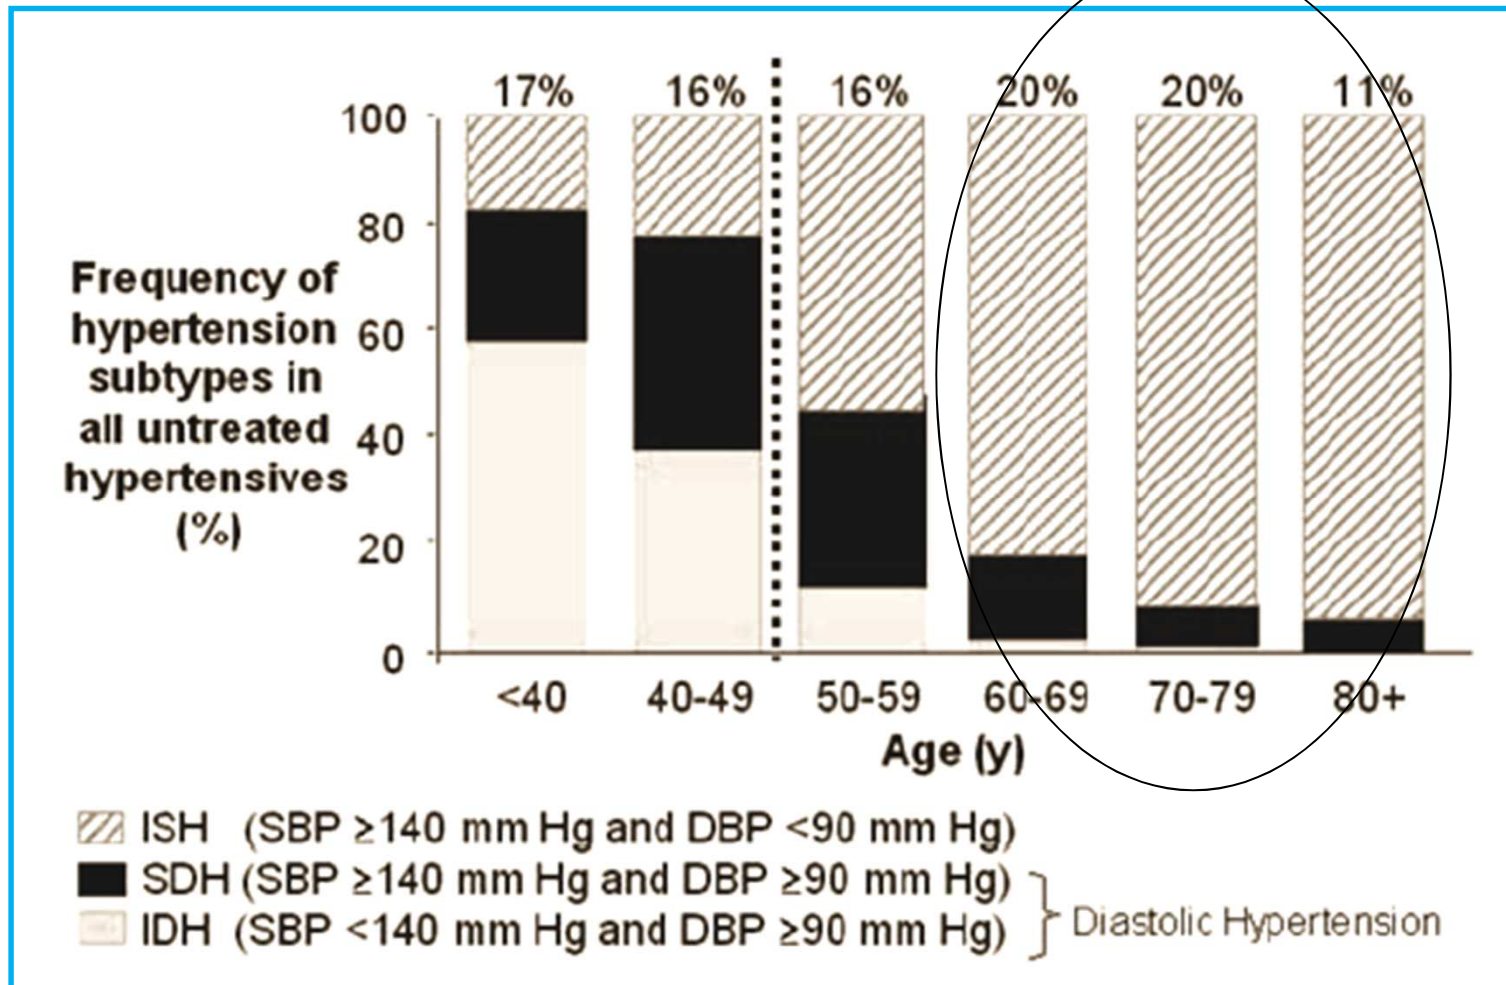 17% 16% 16% 20% 20% 11%
100
80
60
40
20
0
Frequency of
hypertension
subtypes in
all untreated
hypertensives
(%)
<40 40-49 50-59 60-69 70-79 80+
Age (y)
ISH (SBP ≥140 mm Hg and DBP <90 mm Hg)
SDH (SBP ≥140 mm Hg and DBP ≥90 mm Hg)
IDH (SBP <140 mm Hg and DBP ≥90 mm Hg)
Diastolic Hypertension